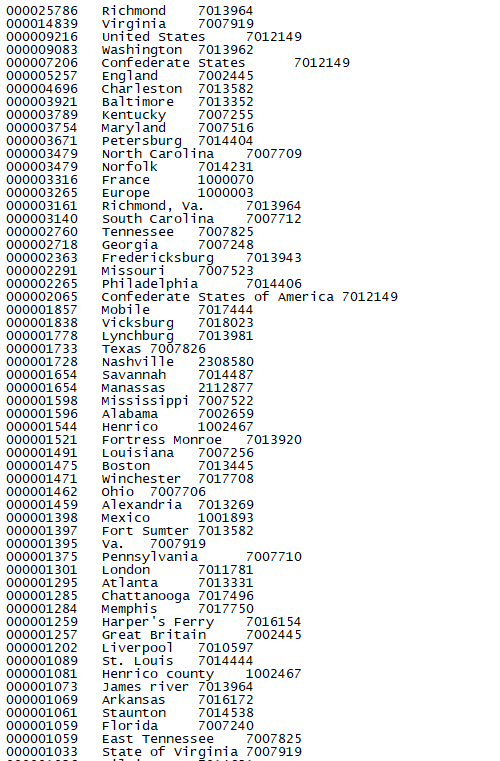 000025786 Richmond 7013964
000014839 Virginia 7007919
000009216 United States 7012149
000009083 Washington 7013962
000007206 Confederate States 7012149
000005257 England 7002445
000004696 Charleston 7013582
000003921 Baltimore 7013352
000003789 Kentucky 7007255
000003754 Maryland 7007516
000003671 Petersburg 7014404
000003479 North Carolina 7007709
000003479 Norfolk 7014231
000003316 France 1000070
000003265 Europe 1000003
000003161 Richmond, Va. 7013964
000003140 South Carolina 7007712
000002760 Tennessee 7007825
000002718 Georgia 7007248
000002363 Fredericksburg 7013943
000002291 Missouri 7007523
000002265 Philadelphia 7014406
000002065 Confederate States of America 7012149
000001857 Mobile 7017444
000001838 Vicksburg 7018023
000001778 Lynchburg 7013981
000001733 Texas 7007826
000001728 Nashville 2308580
000001654 Savannah 7014487
000001654 Manassas 2112877
000001598 Mississippi 7007522
000001596 Alabama 7002659
000001544 Henrico 1002467
000001521 Fortress Monroe 7013920
000001491 Louisiana 7007256
000001475 Boston 7013445
000001471 Winchester 7017708
000001462 Ohio 7007706
000001459 Alexandria 7013269
000001398 Mexico 1001893
000001397 Fort Sumter 7013582
000001395 Va. 7007919
000001375 Pennsylvania 7007710
000001301 London 7011781
000001295 Atlanta 7013331
000001285 Chattanooga 7017496
000001284 Memphis 7017750
000001259 Harper's Ferry 7016154
000001257 Great Britain 7002445
000001202 Liverpool 7010597
000001089 St. Louis 7014444
000001081 Henrico county 1002467
000001073 James river 7013964
000001069 Arkansas 7016172
000001061 Staunton 7014538
000001059 Florida 7007240
000001059 East Tennessee 7007825
000001033 State of Virginia 7007919